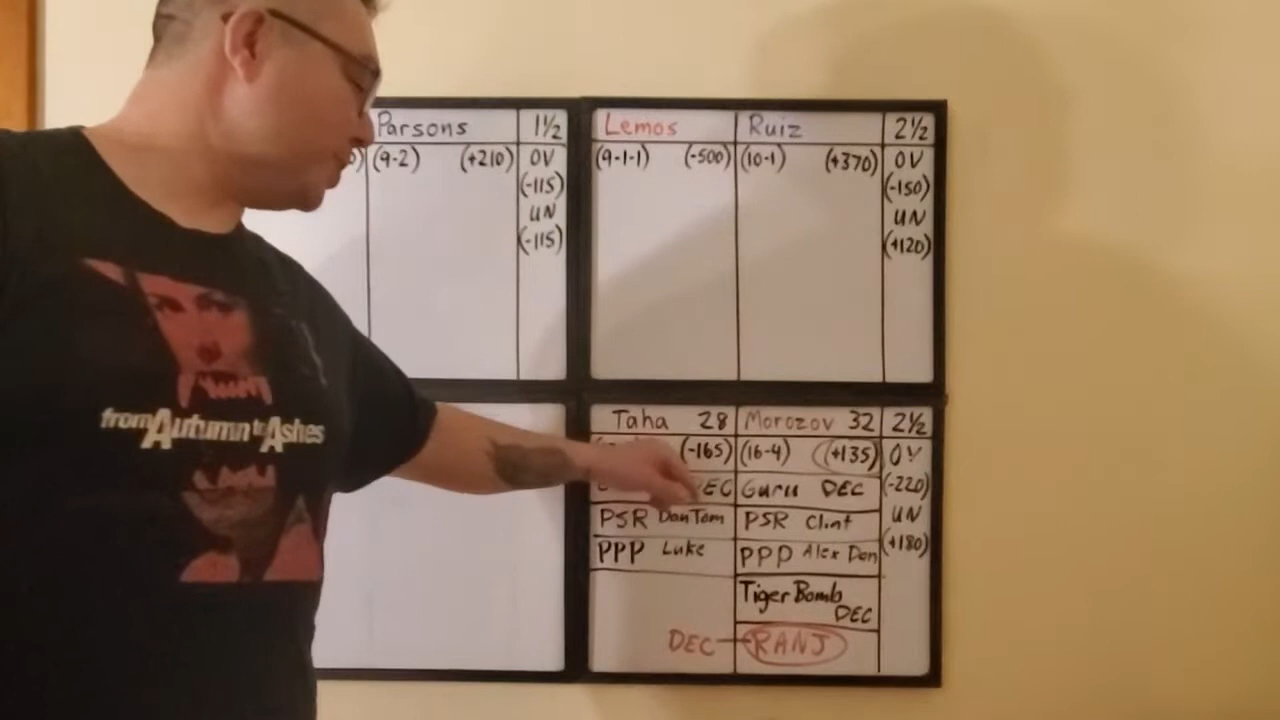 Parsons 1½
(9-2) (+210) OV
(-115)
UN
(-115)
Lemos Ruiz 2½
(9-1-1) (-500) (10-1) (+370) OV
(-150)
UN
(+120)
from Autumn to Ashes
Taha 28 Morozov 32 2½
(-165) (16-4) (+135) OV
Guru DEC (-220)
PSR Dan Tom PSR Clint UN
PPP Luke PPP Alex Dan (+180)
Tiger Bomb
DEC
DEC RANJ